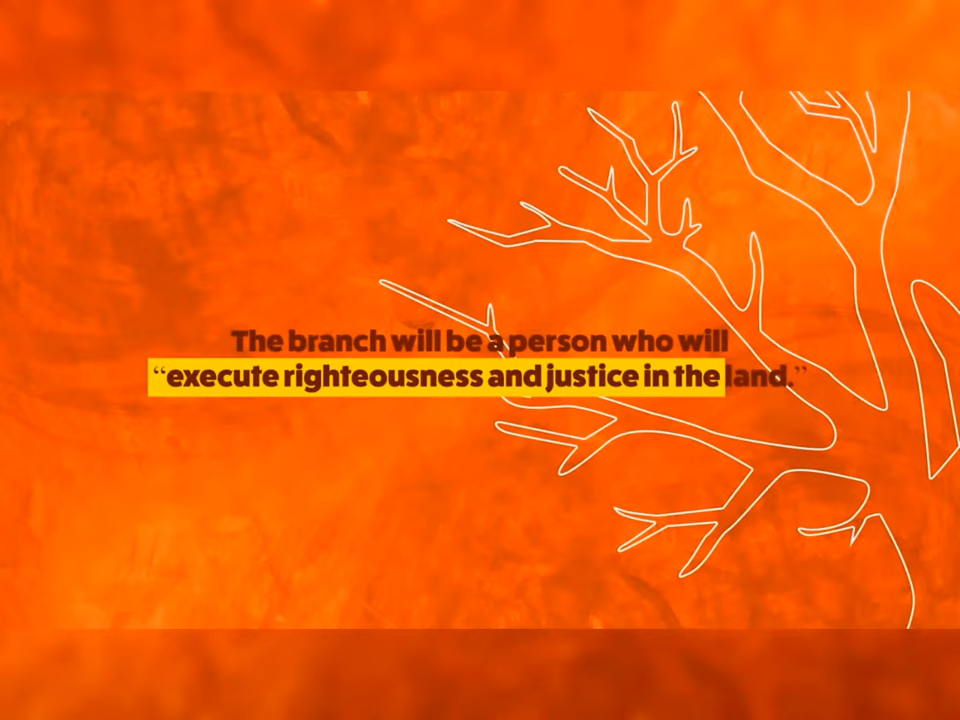 The branch will be a person who will
“execute righteousness and justice in the land.”